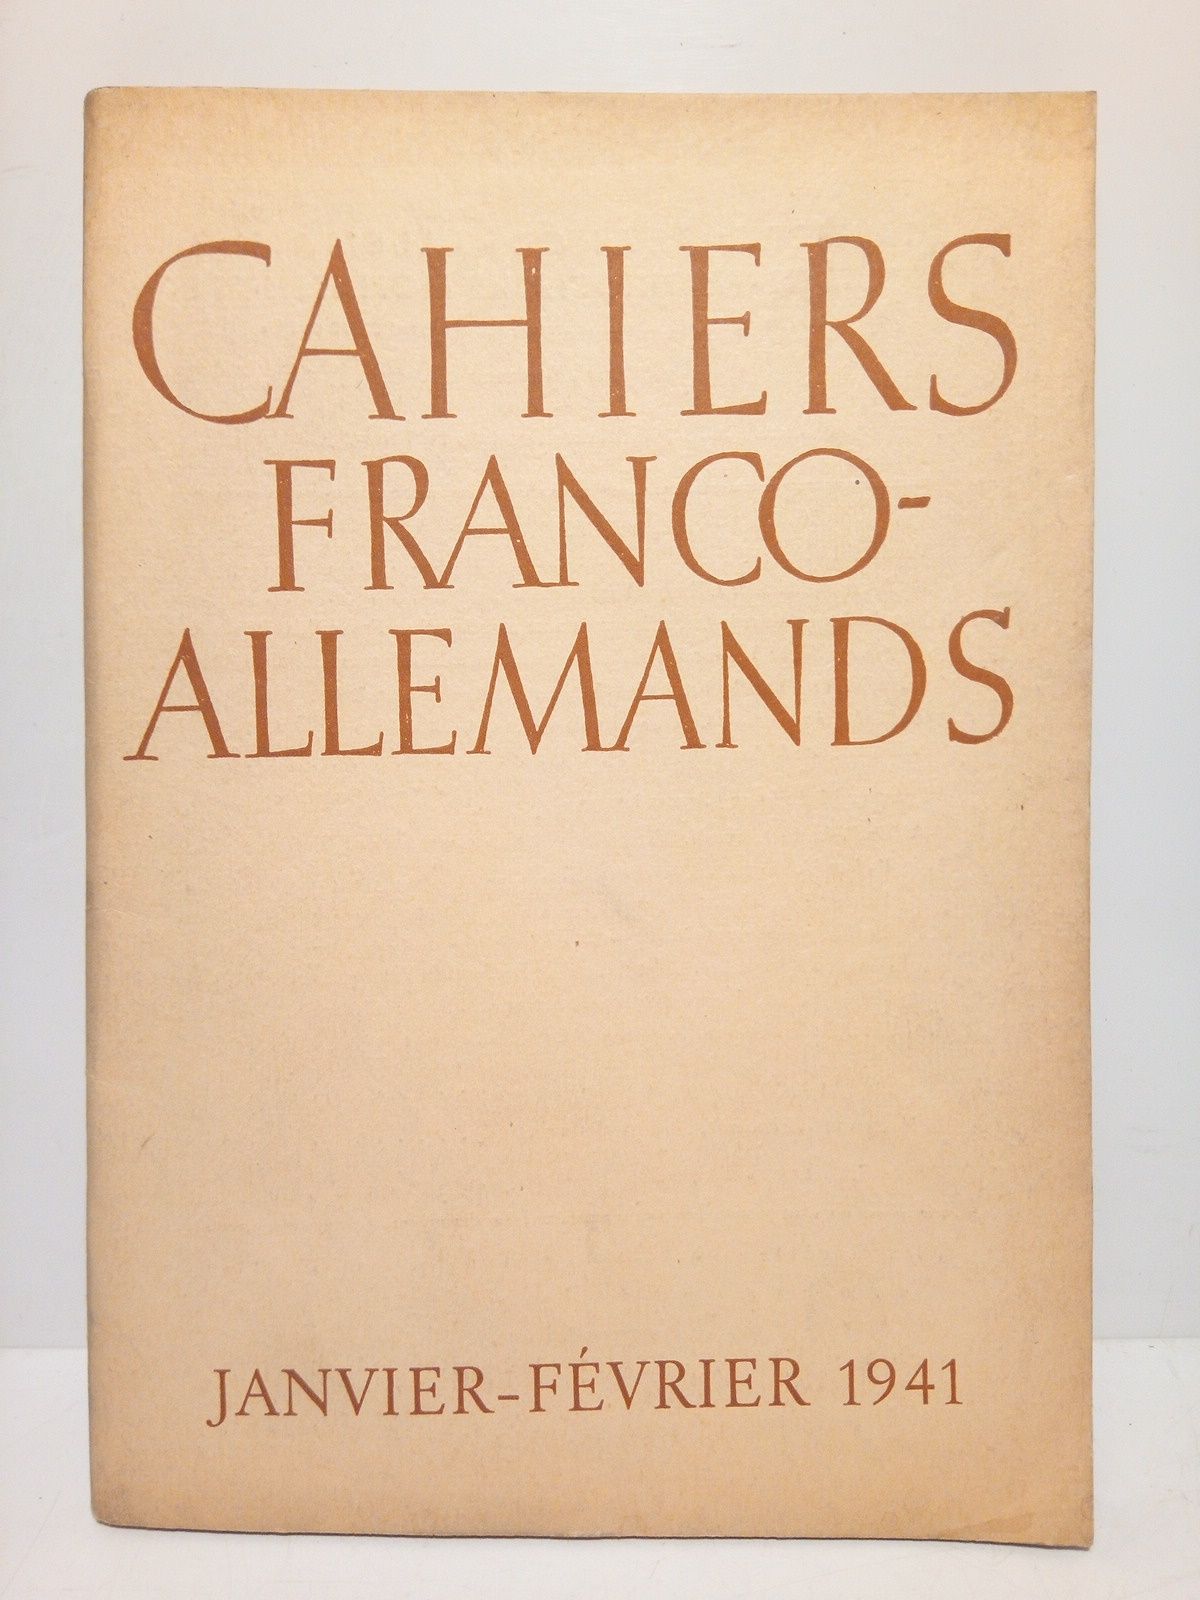 CAHIERS
FRANCO-
ALLEMANDS
JANVIER-FÉVRIER 1941